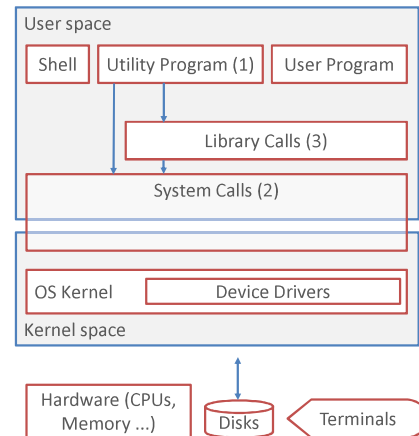 User space
Shell
Utility Program (1)
User Program
Library Calls (3)
System Calls (2)
OS Kernel
Device Drivers
Kernel space
Hardware (CPUs,
Memory ...)
Disks
Terminals